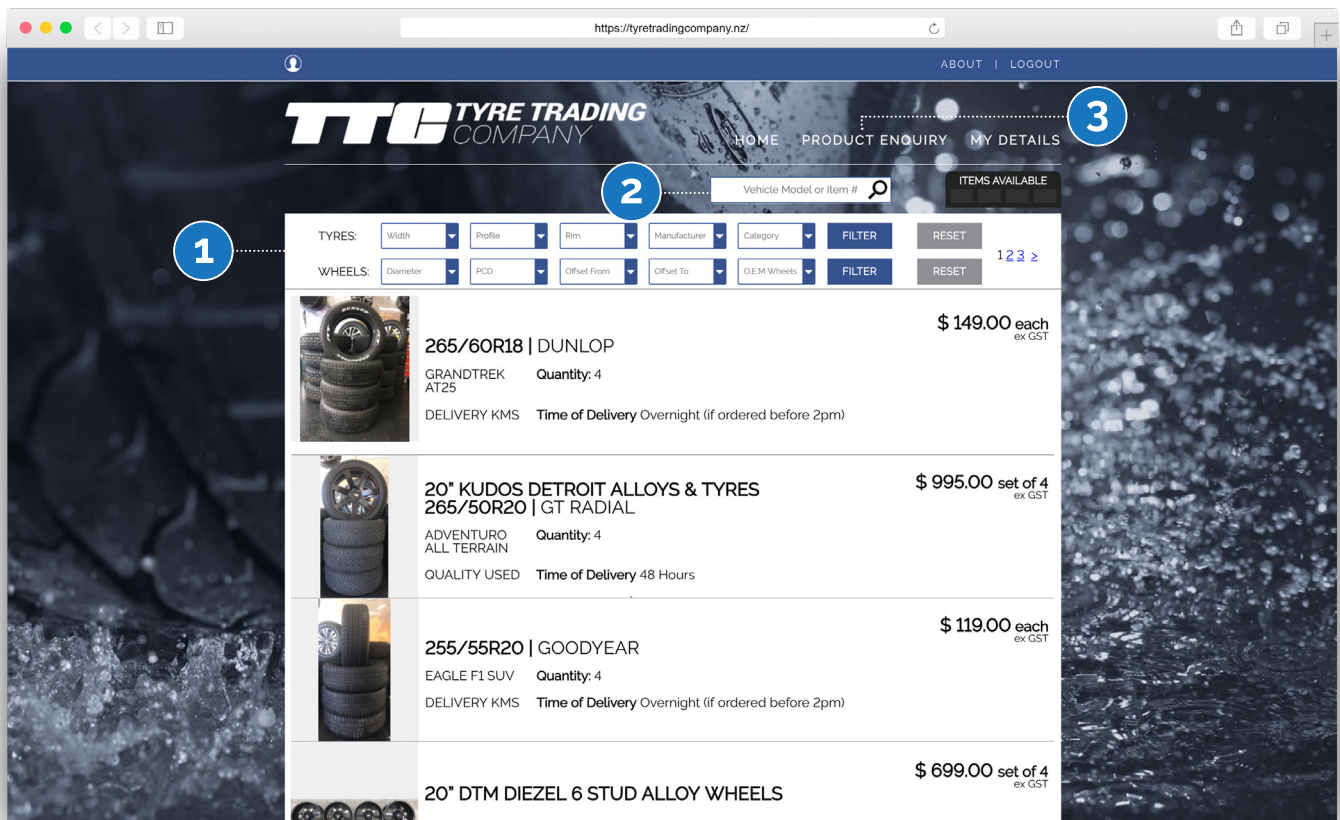 https://tyretradingcompany.nz/
ABOUT | LOGOUT
TTC TYRE TRADING
COMPANY
3
HOME PRODUCT ENQUIRY MY DETAILS
2
Vehicle Model or Item #
ITEMS AVAILABLE
1
TYRES: Width Profile Rim Manufacturer Category FILTER RESET
1 2 3 >
WHEELS: Diameter PCD Offset From Offset To O.E.M Wheels FILTER RESET
DUNLOP
$ 149.00 each
ex GST
265/60R18 | DUNLOP
GRANDTREK Quantity: 4
AT25
DELIVERY KMS Time of Delivery Overnight (if ordered before 2pm)
$ 995.00 set of 4
ex GST
20" KUDOS DETROIT ALLOYS & TYRES
265/50R20 | GT RADIAL
ADVENTURO Quantity: 4
ALL TERRAIN
QUALITY USED Time of Delivery 48 Hours
$ 119.00 each
ex GST
255/55R20 | GOODYEAR
EAGLE F1 SUV Quantity: 4
DELIVERY KMS Time of Delivery Overnight (if ordered before 2pm)
$ 699.00 set of 4
ex GST
20" DTM DIEZEL 6 STUD ALLOY WHEELS